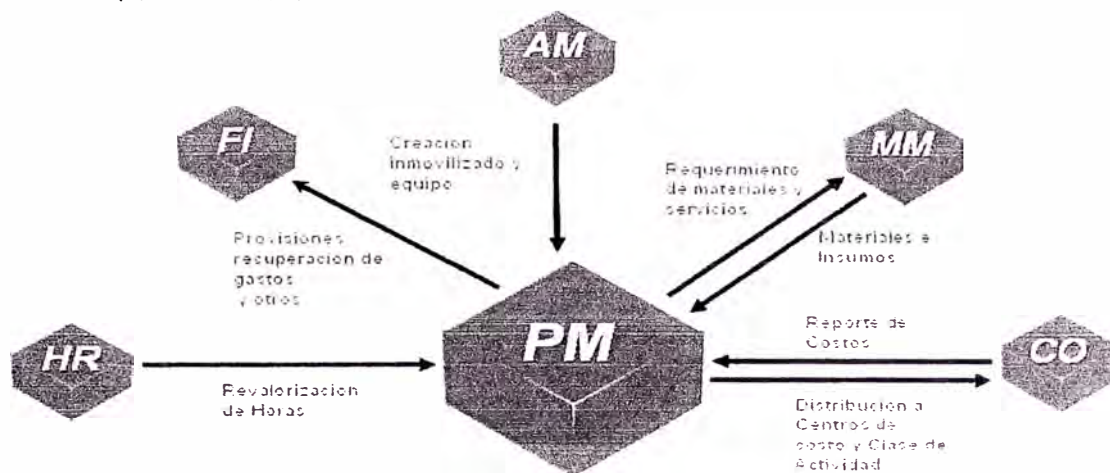 AM
FI
MM
Creacion
inmovilizado y
equipo
Requerimiento
de materiales y
servicios
Provisiones
recuperacion de
gastos
y otros
Materiales e
Insumos
PM
HR
Revalorizacion
de Horas
Reporte de
Costos
CO
Distribucion a
Centros de
costo y Clase de
Actividad